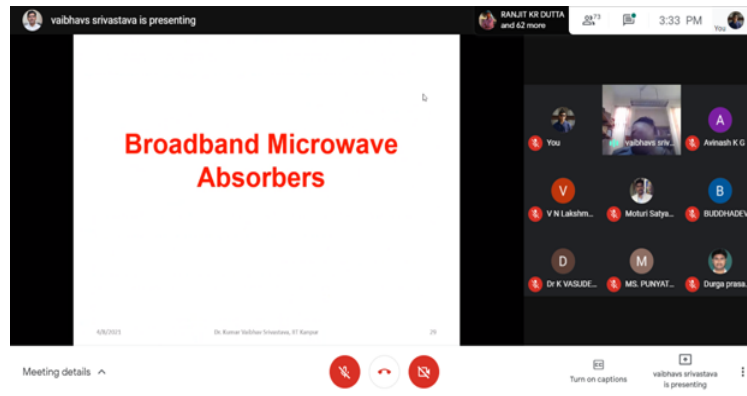 vaibhavs srivastava is presenting
RANJIT KR DUTTA
and 62 more
73
3:33 PM
You
Broadband Microwave
Absorbers
You
vaibhavs sriv...
A
Avinash K G
V
V N Lakshm...
Moturi Satya...
B
BUDDHADEV
D
Dr K VASUDE...
M
MS. PUNYAT...
Durga prasa...
4/8/2021
Dr. Kumar Vaibhav Srivastava, IIT Kanpur
29
Meeting details
Turn on captions
vaibhavs srivastava
is presenting